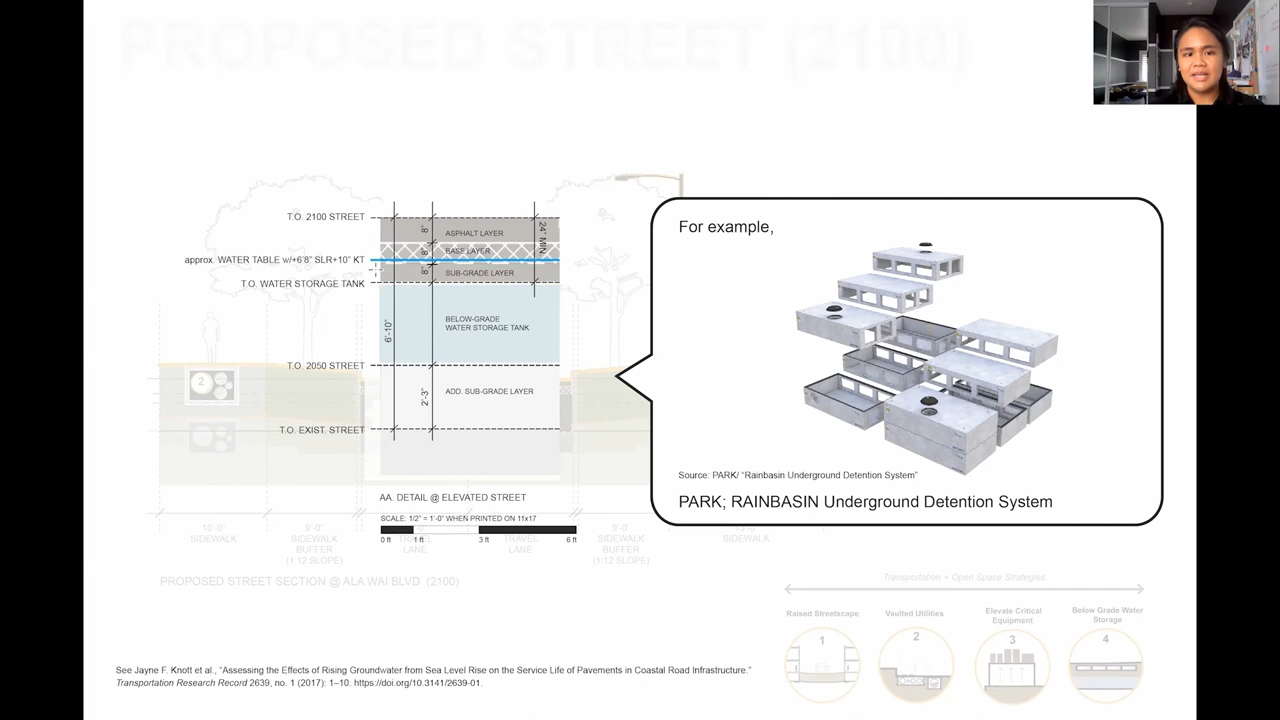 PROPOSED STREET (2100)
T.O. 2100 STREET
approx. WATER TABLE w/+6'8" SLR+10" KT
T.O. WATER STORAGE TANK
T.O. 2050 STREET
T.O. EXIST. STREET
.8"
.8"
.8"
24" MIN
6'-10"
2'-3"
ASPHALT LAYER
BASE LAYER
SUB-GRADE LAYER
BELOW-GRADE
WATER STORAGE TANK
ADD. SUB-GRADE LAYER
2
AA. DETAIL @ ELEVATED STREET
SCALE: 1/2" = 1'-0" WHEN PRINTED ON 11x17
0 ft 1 ft 3 ft 6 ft
10'-0"
SIDEWALK
9'-0"
SIDEWALK
BUFFER
(1:12 SLOPE)
TRAVEL
LANE
TRAVEL
LANE
9'-0"
SIDEWALK
BUFFER
(1:12 SLOPE)
SIDEWALK
PROPOSED STREET SECTION @ ALA WAI BLVD. (2100)
For example,
Source: PARK/ "Rainbasin Underground Detention System"
PARK; RAINBASIN Underground Detention System
Transportation + Open Space Strategies
Raised Streetscape
1
Vaulted Utilities
2
Elevate Critical
Equipment
3
Below Grade Water
Storage
4
See Jayne F. Knott et al., "Assessing the Effects of Rising Groundwater from Sea Level Rise on the Service Life of Pavements in Coastal Road Infrastructure."
Transportation Research Record 2639, no. 1 (2017): 1–10. https://doi.org/10.3141/2639-01.